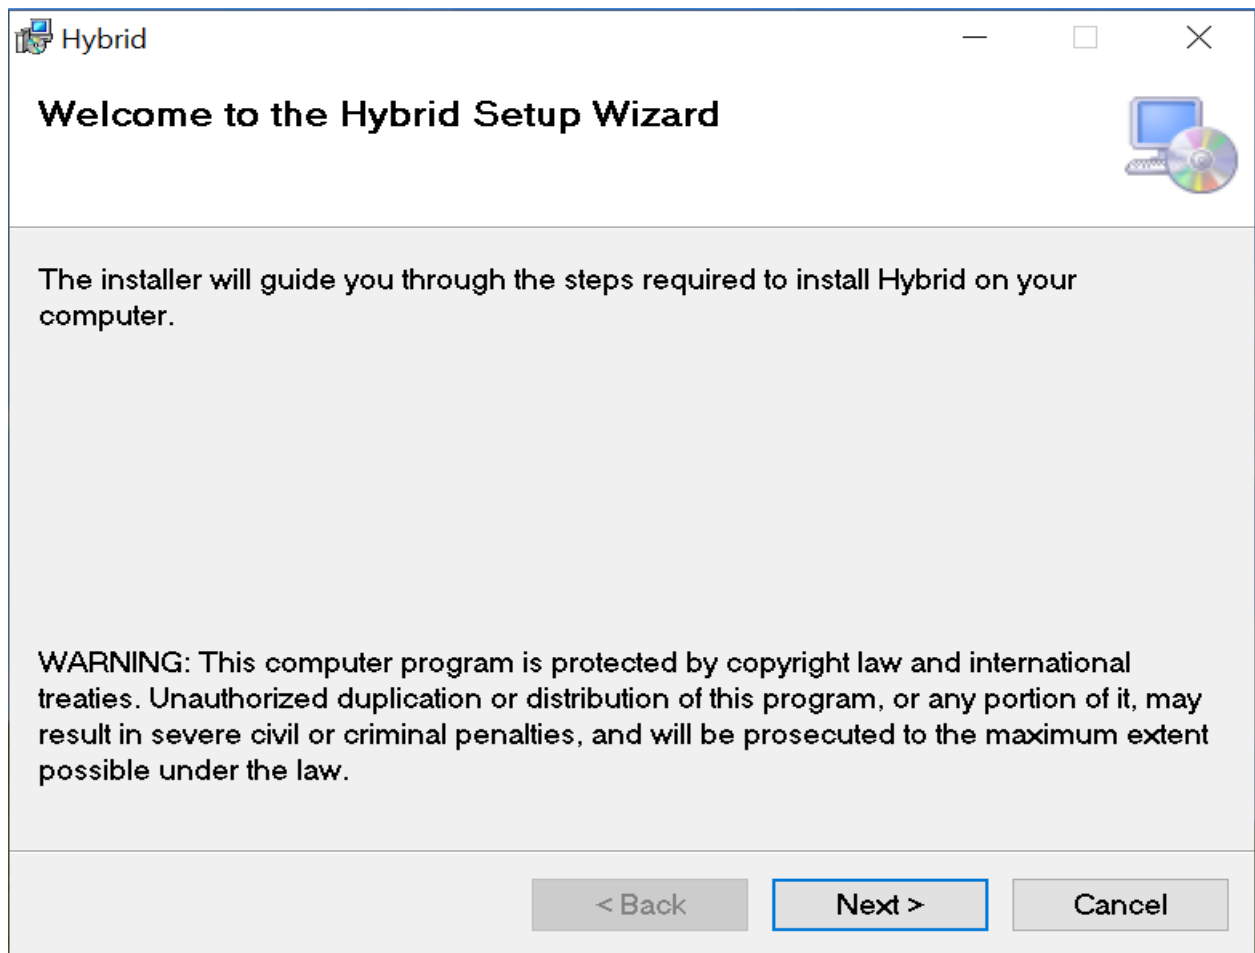 Hybrid
Welcome to the Hybrid Setup Wizard
The installer will guide you through the steps required to install Hybrid on your
computer.
WARNING: This computer program is protected by copyright law and international
treaties. Unauthorized duplication or distribution of this program, or any portion of it, may
result in severe civil or criminal penalties, and will be prosecuted to the maximum extent
possible under the law.
< Back Next > Cancel